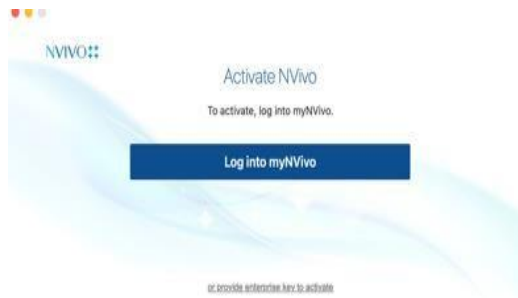 NVIVO
Activate NVivo
To activate, log into myNVivo.
Log into myNVivo
or provide enterprise key to activate